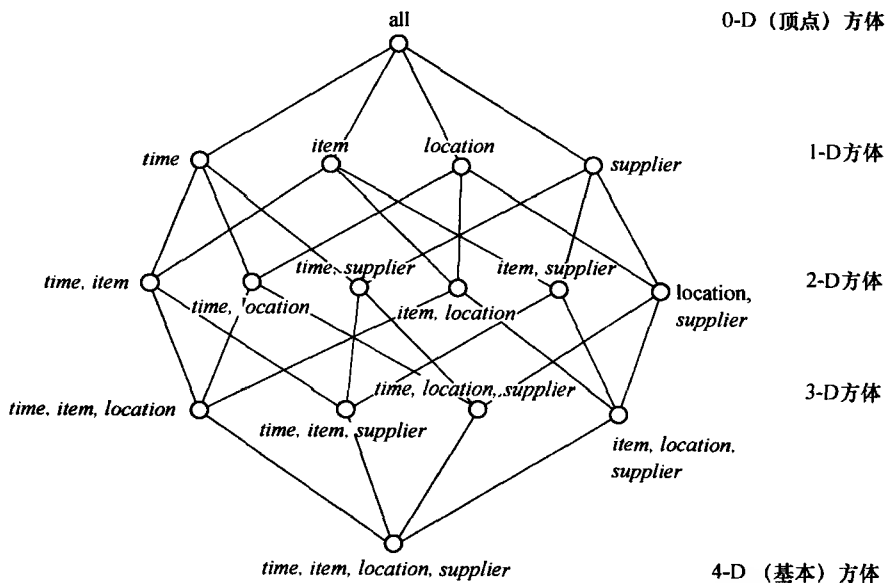 all
0-D（顶点）方体
time
item
location
supplier
1-D方体
time, item
time, location
time, supplier
item, location
item, supplier
location,
supplier
2-D方体
time, item, location
time, item, supplier
time, location, supplier
item, location,
supplier
3-D方体
time, item, location, supplier
4-D （基本）方体